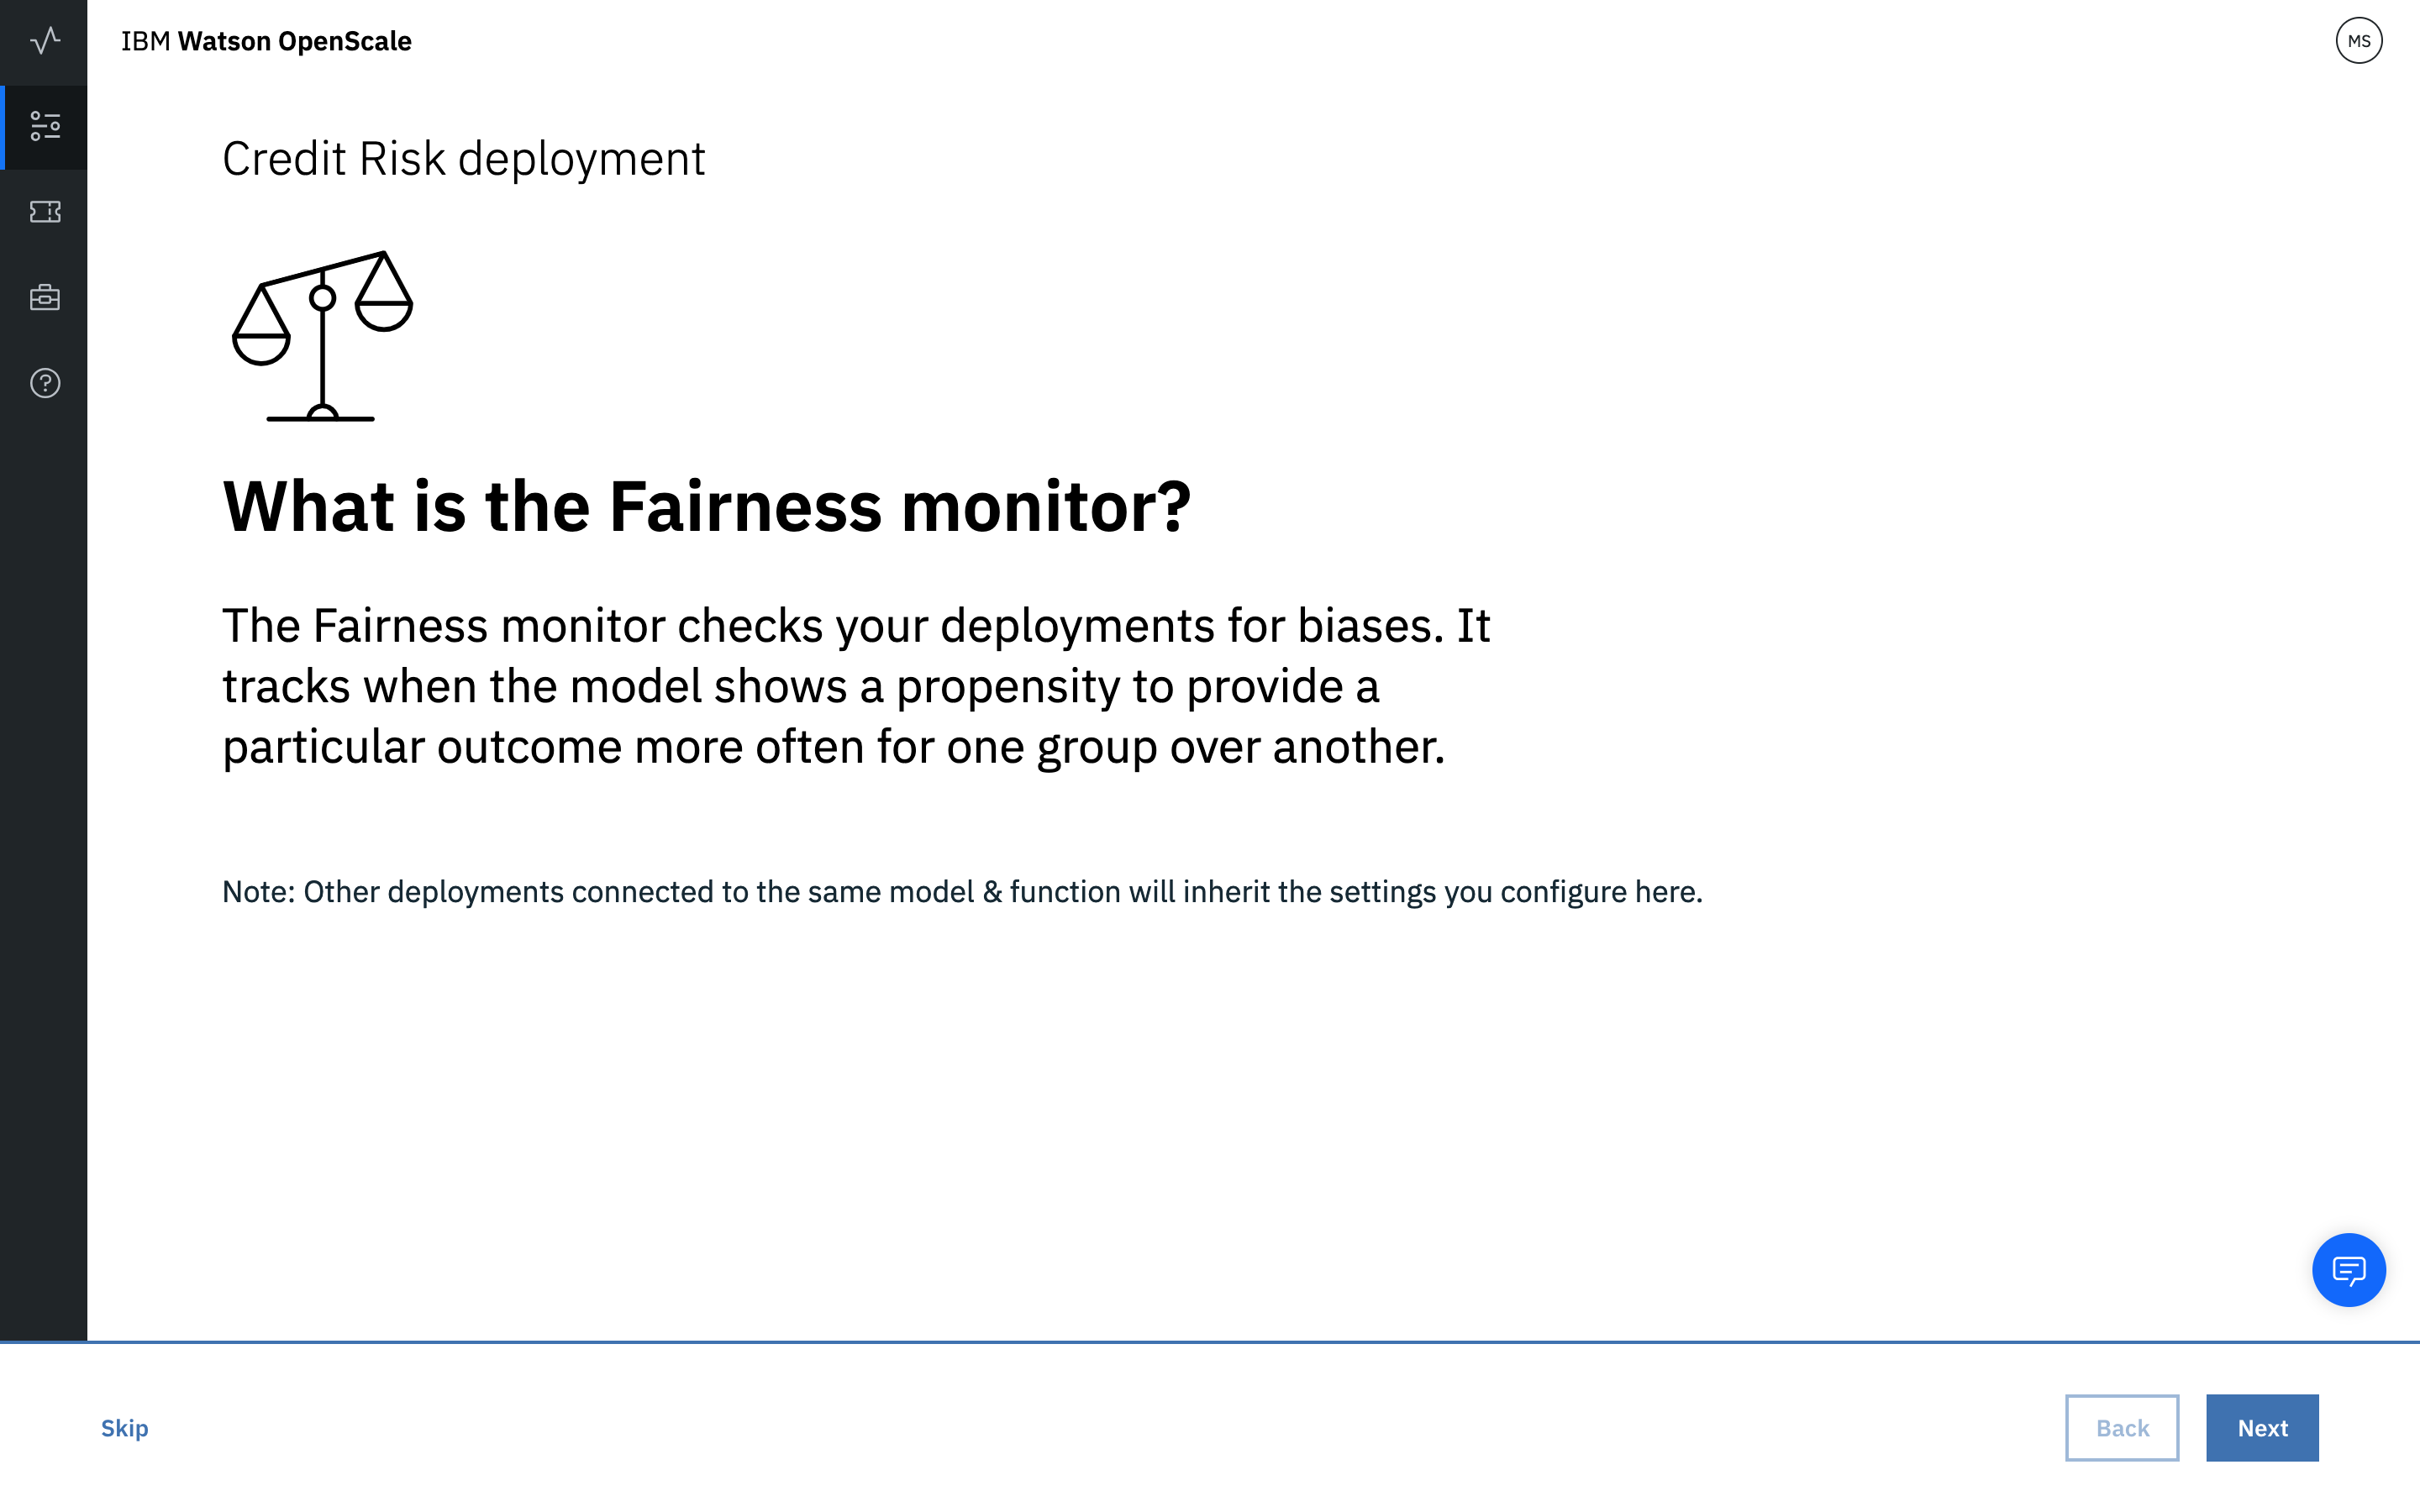 IBM Watson OpenScale
MS
Credit Risk deployment
What is the Fairness monitor?
The Fairness monitor checks your deployments for biases. It
tracks when the model shows a propensity to provide a
particular outcome more often for one group over another.
Note: Other deployments connected to the same model & function will inherit the settings you configure here.
Skip
Back
Next